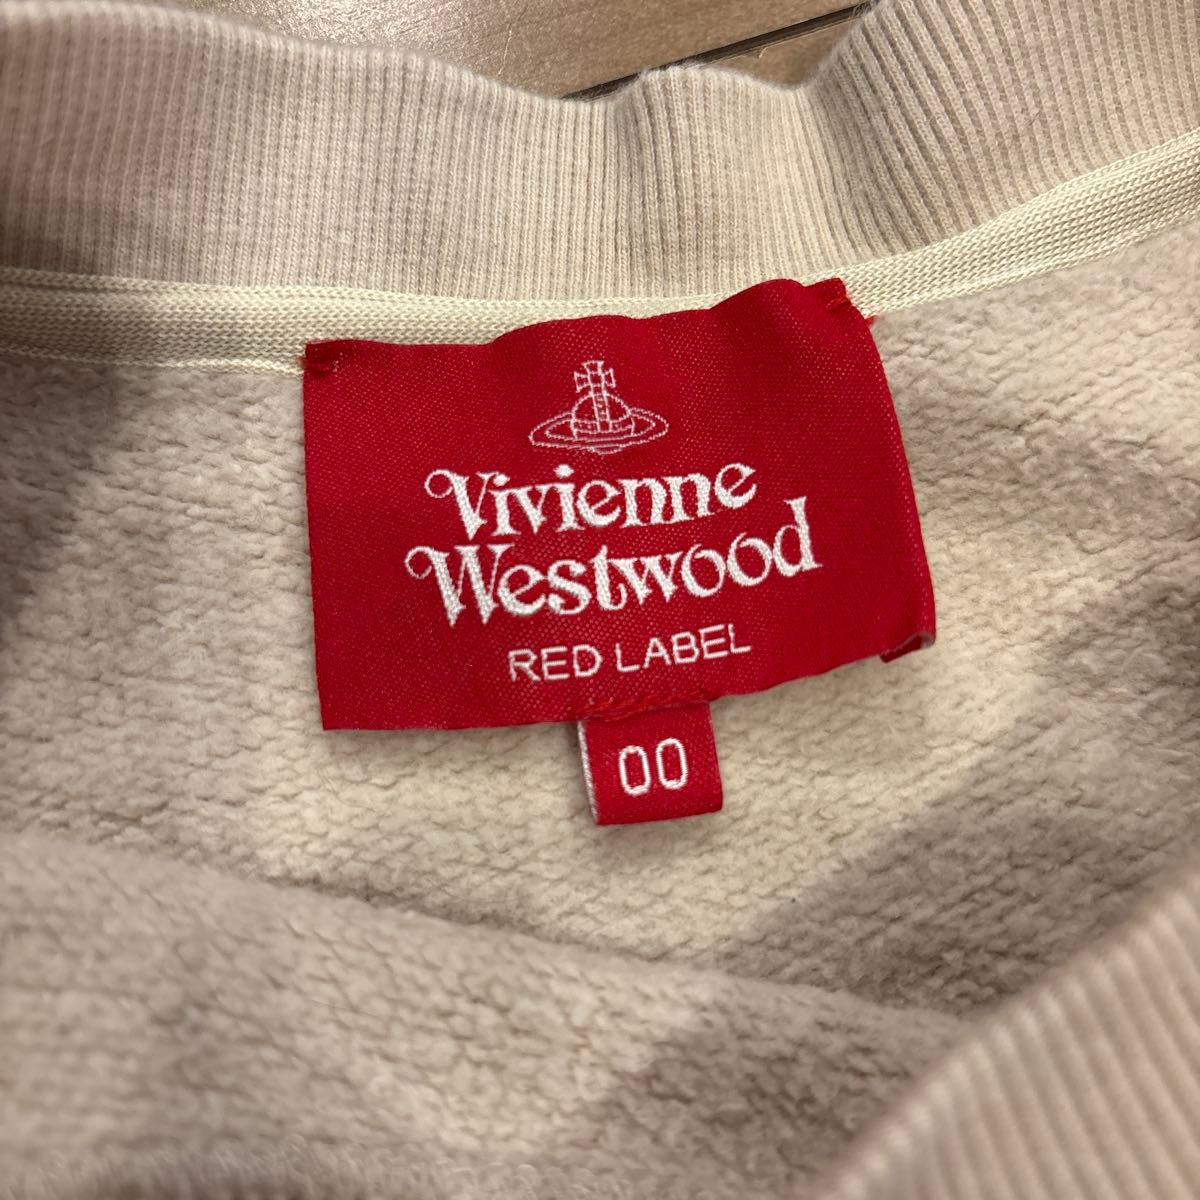 Vivienne
Westwood
RED LABEL
00